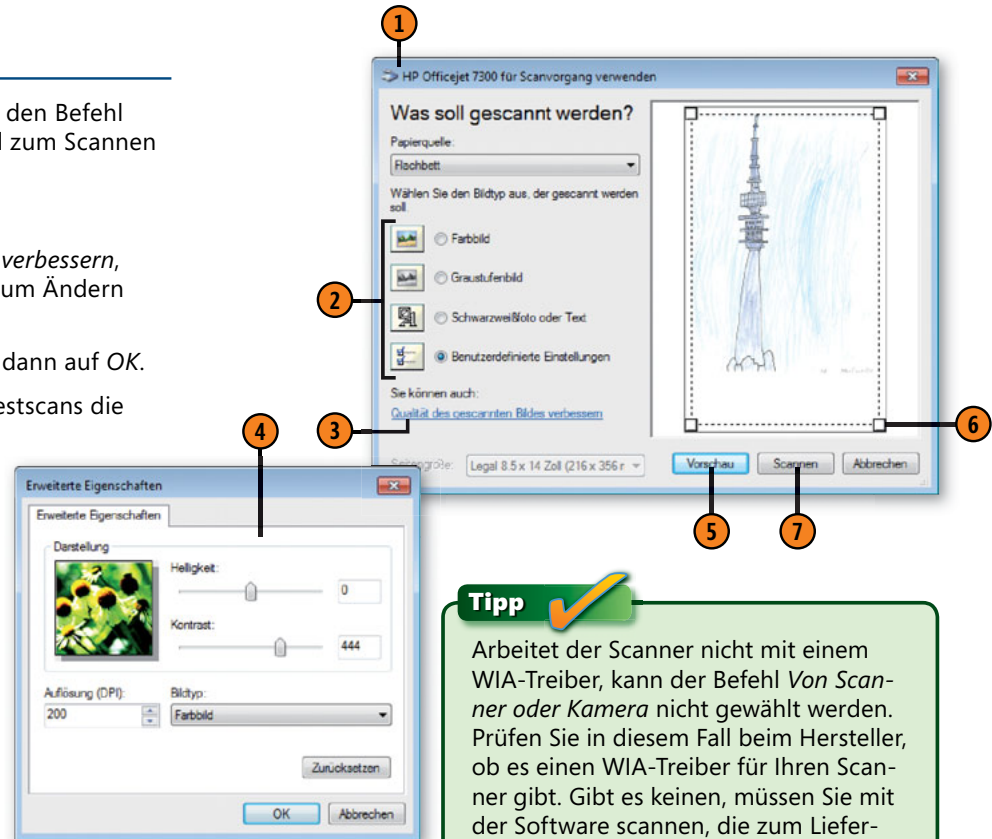 den Befehl
zum Scannen
verbessern,
um Ändern
dann auf OK.
estscans die
1
HP Officejet 7300 für Scanvorgang verwenden
Was soll gescannt werden?
Papierquelle:
Flachbett
Wählen Sie den Bildtyp aus, der gescannt werden
soll.
2
Farbbild
Graustufenbild
Schwarzweißfoto oder Text
Benutzerdefinierte Einstellungen
Sie können auch:
3
Qualität des gescannten Bildes verbessern
Seitengröße:
Legal 8.5 x 14 Zoll (216 x 356 r
Vorschau
Scannen
Abbrechen
6
5
7
4
Erweiterte Eigenschaften
Erweiterte Eigenschaften
Darstellung
Helligkeit:
0
Kontrast:
444
Auflösung (DPI):
Bildtyp:
200
Farbbild
Zurücksetzen
OK
Abbrechen
Tipp
Arbeitet der Scanner nicht mit einem
WIA-Treiber, kann der Befehl Von Scan-
ner oder Kamera nicht gewählt werden.
Prüfen Sie in diesem Fall beim Hersteller,
ob es einen WIA-Treiber für Ihren Scan-
ner gibt. Gibt es keinen, müssen Sie mit
der Software scannen, die zum Liefer-